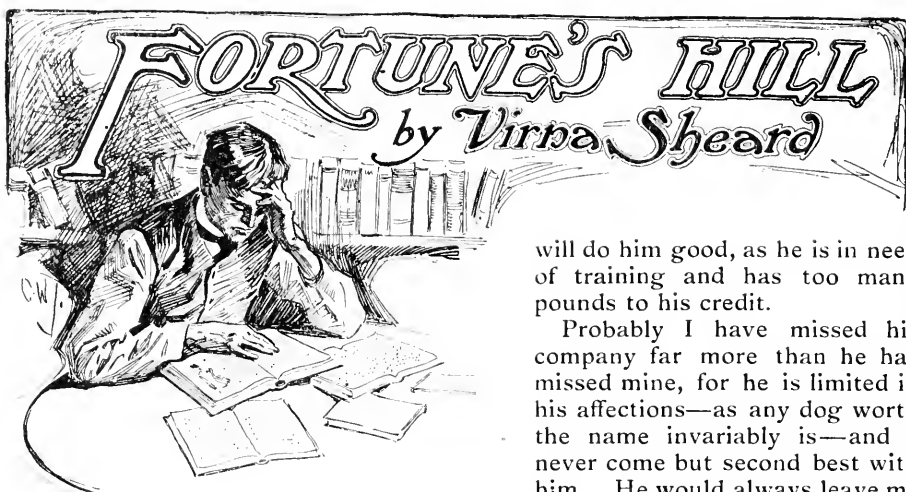 FORTUNE'S HILL
by Virna Sheard
will do him good, as he is in nee
of training and has too man
pounds to his credit.
Probably I have missed hi
company far more than he ha
missed mine, for he is limited i
his affections—as any dog wort
the name invariably is—and
never come but second best wit
him. He would always leave m
C.W.